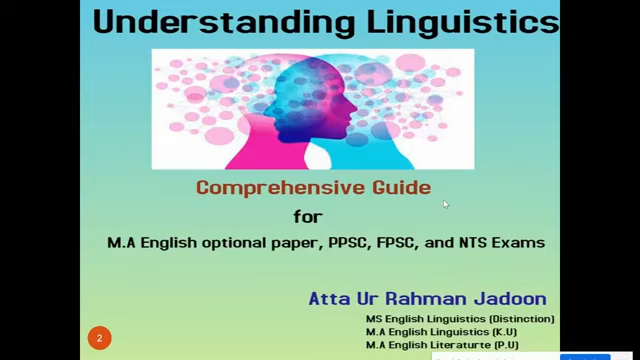 Understanding Linguistics
Comprehensive Guide
for
M.A English optional paper, PPSC, FPSC, and NTS Exams
Atta Ur Rahman Jadoon
MS English Linguistics (Distinction)
M.A English Linguistics (K.U)
M.A English Literaturte (P.U)
2